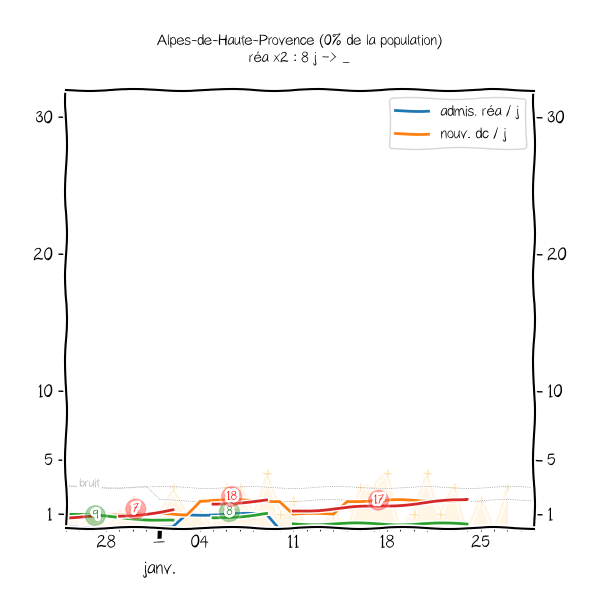 Alpes-de-Haute-Provence (0% de la population)
réa x2 : 8 j -> _
admis. réa / j
nouv. dc / j
30 30
20 20
10 10
5 5
bruit
1 9 7 18 8 17 1
28 1 04 11 18 25
janv.